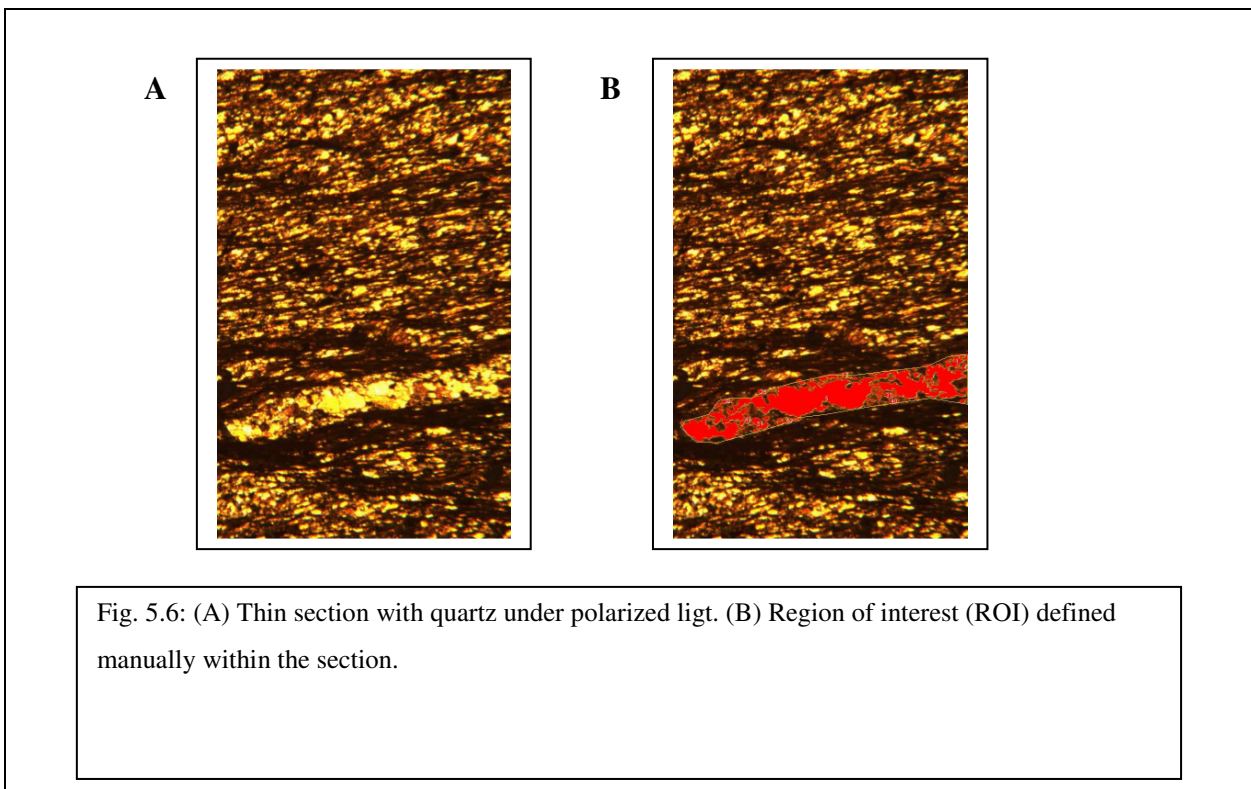 A
B
Fig. 5.6: (A) Thin section with quartz under polarized ligt. (B) Region of interest (ROI) defined
manually within the section.